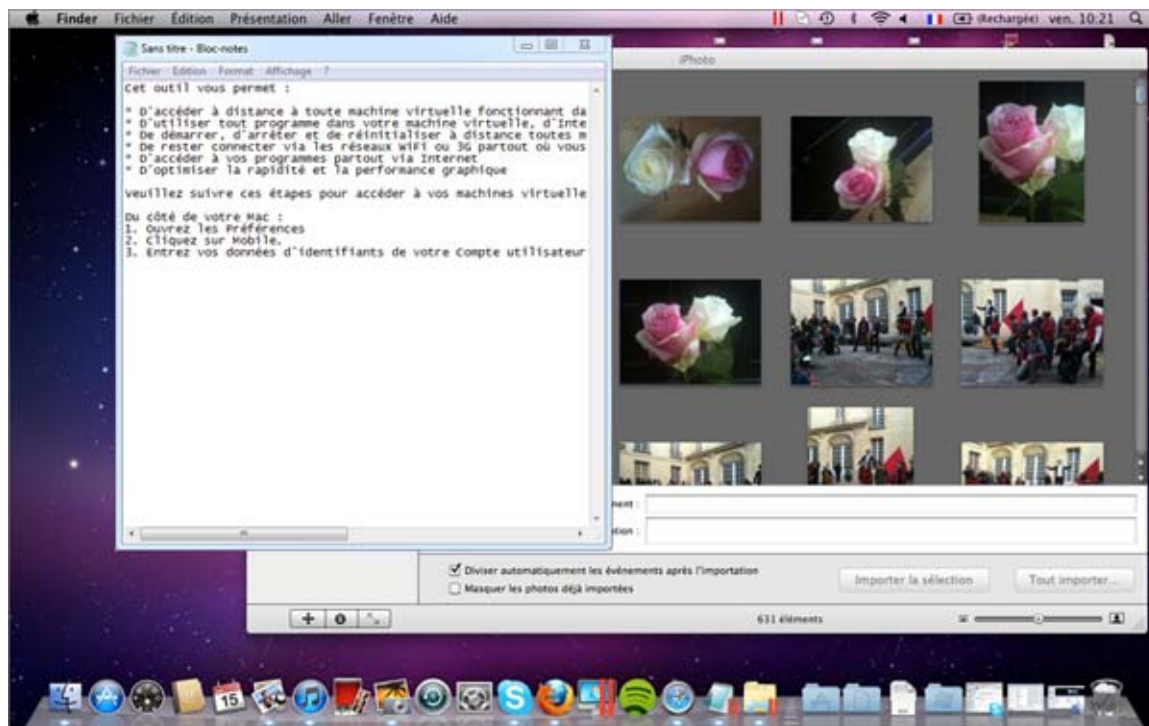 Finder Fichier Édition Présentation Aller Fenêtre Aide
(Rechargée) ven. 10:21
Sans titre - Bloc-notes
Fichier Edition Format Affichage ?
Cet outil vous permet :
* D'accéder à distance à toute machine virtuelle fonctionnant da
* D'utiliser tout programme dans votre machine virtuelle, d'Inte
* De démarrer, d'arrêter et de réinitialiser à distance toutes m
* De rester connecter via les réseaux WiFi ou 3G partout où vous
* D'accéder à vos programmes partout via Internet
* D'optimiser la rapidité et la performance graphique
veuillez suivre ces étapes pour accéder à vos machines virtuelle
Du côté de votre Mac :
1. Ouvrez les Préférences
2. Cliquez sur Mobile.
3. Entrez vos données d'identifiants de votre Compte utilisateur
iPhoto
ment :
tion :
Diviser automatiquement les événements après l'importation
Masquer les photos déjà importées
Importer la sélection
Tout importer...
631 éléments
15